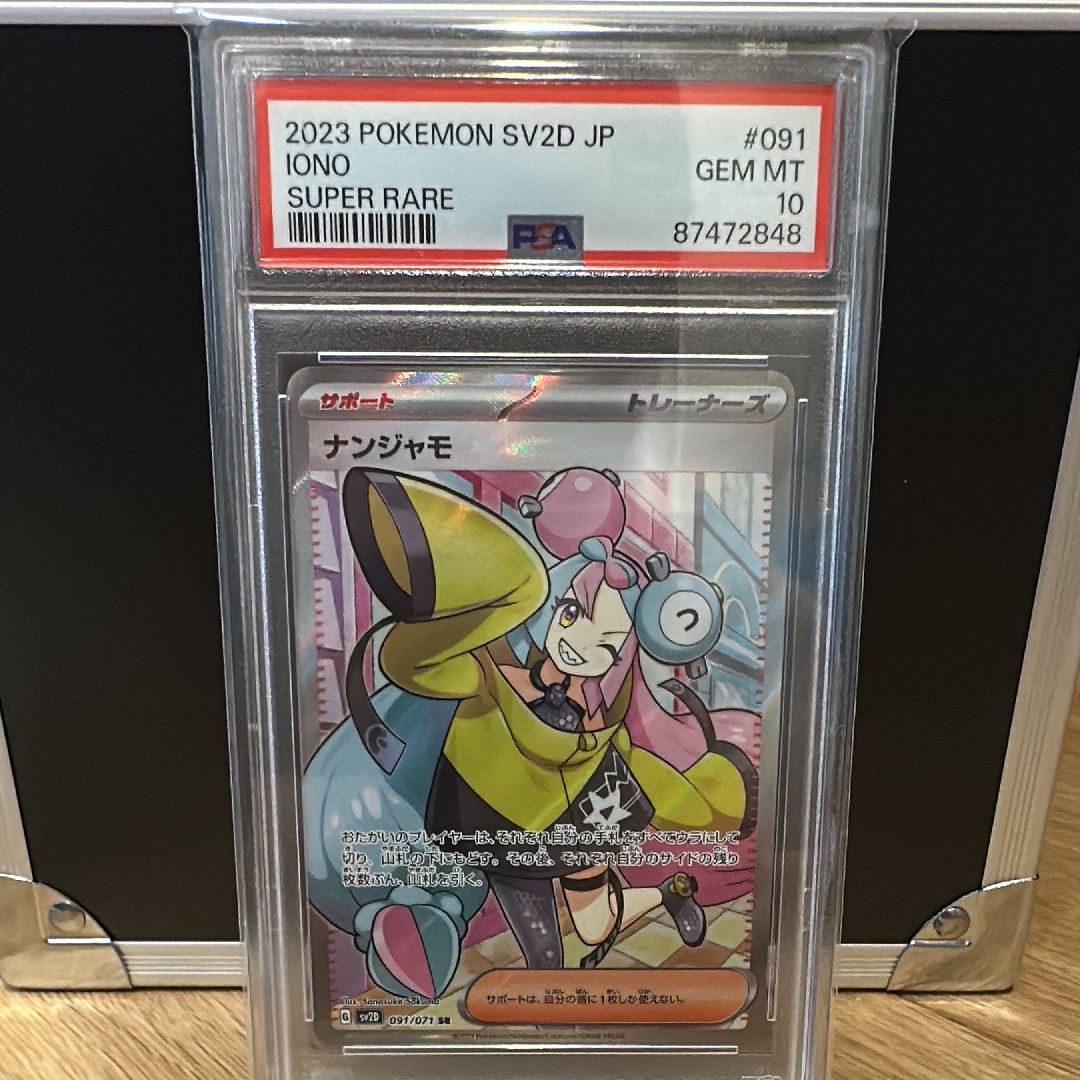 2023 POKEMON SV2D JP #091
IONO GEM MT
SUPER RARE 10
PSA 87472848
サポート トレーナーズ
ナンジャモ
おたがいのプレイヤーは、それぞれ自分の手札をすべてウラにして
切り、山札の下にもどす。その後、それぞれ自分のサイドの残り
枚数ぶん、山札を引く。
サポートは、自分の番に1枚しか使えない。
Illus. Sanosuke Sakuma
G sv2D 091/071 SR